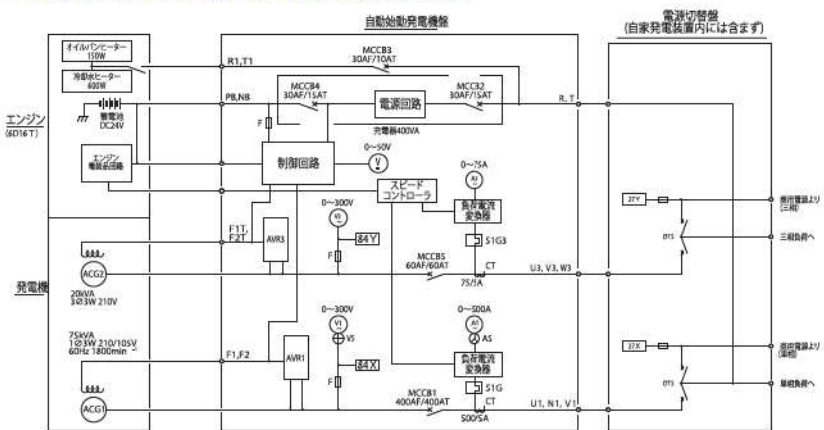 自動始動発電機盤
電源切替盤
(自家発電装置内には含まず)
オイルパンヒーター
150W
冷却水ヒーター
600W
R1,T1
MCCB3
30AF/10AT
MCCB4
30AF/15AT
電源回路
MCC32
30AF/15AT
PB,NB
R, T
充電器400VA
エンジン
(6D16T)
蓄電池
DC24V
F
エンジン
電装品回路
制御回路
0~50V
V
スピード
コントローラ
0~75A
A3
負荷電流
変換器
S1G3
CT
75/5A
0~300V
V3
84Y
F
F1T,
F2T
AVR3
MCCB5
60AF/60AT
U3, V3, W3
27Y
商用電源より
(三相)
三相負荷へ
DTS
発電機
ACG2
20kVA
3∅3W 210V
75kVA
1∅3W 210/105V
60Hz 1800min⁻
F1,F2
AVR1
0~300V
V1
VS
84X
F
0~500A
A1
AS
負荷電流
変換器
S1G
CT
500/5A
MCCB1
400AF/400AT
U1, N1, V1
27X
商用電源より
(単相)
単相負荷へ
DTS
ACG1